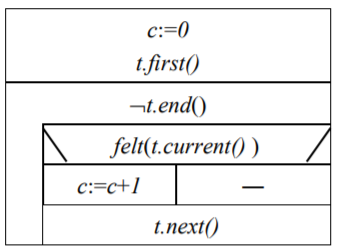 c:=0
t.first()
¬t.end()
felt(t.current() )
c:=c+1
—
t.next()